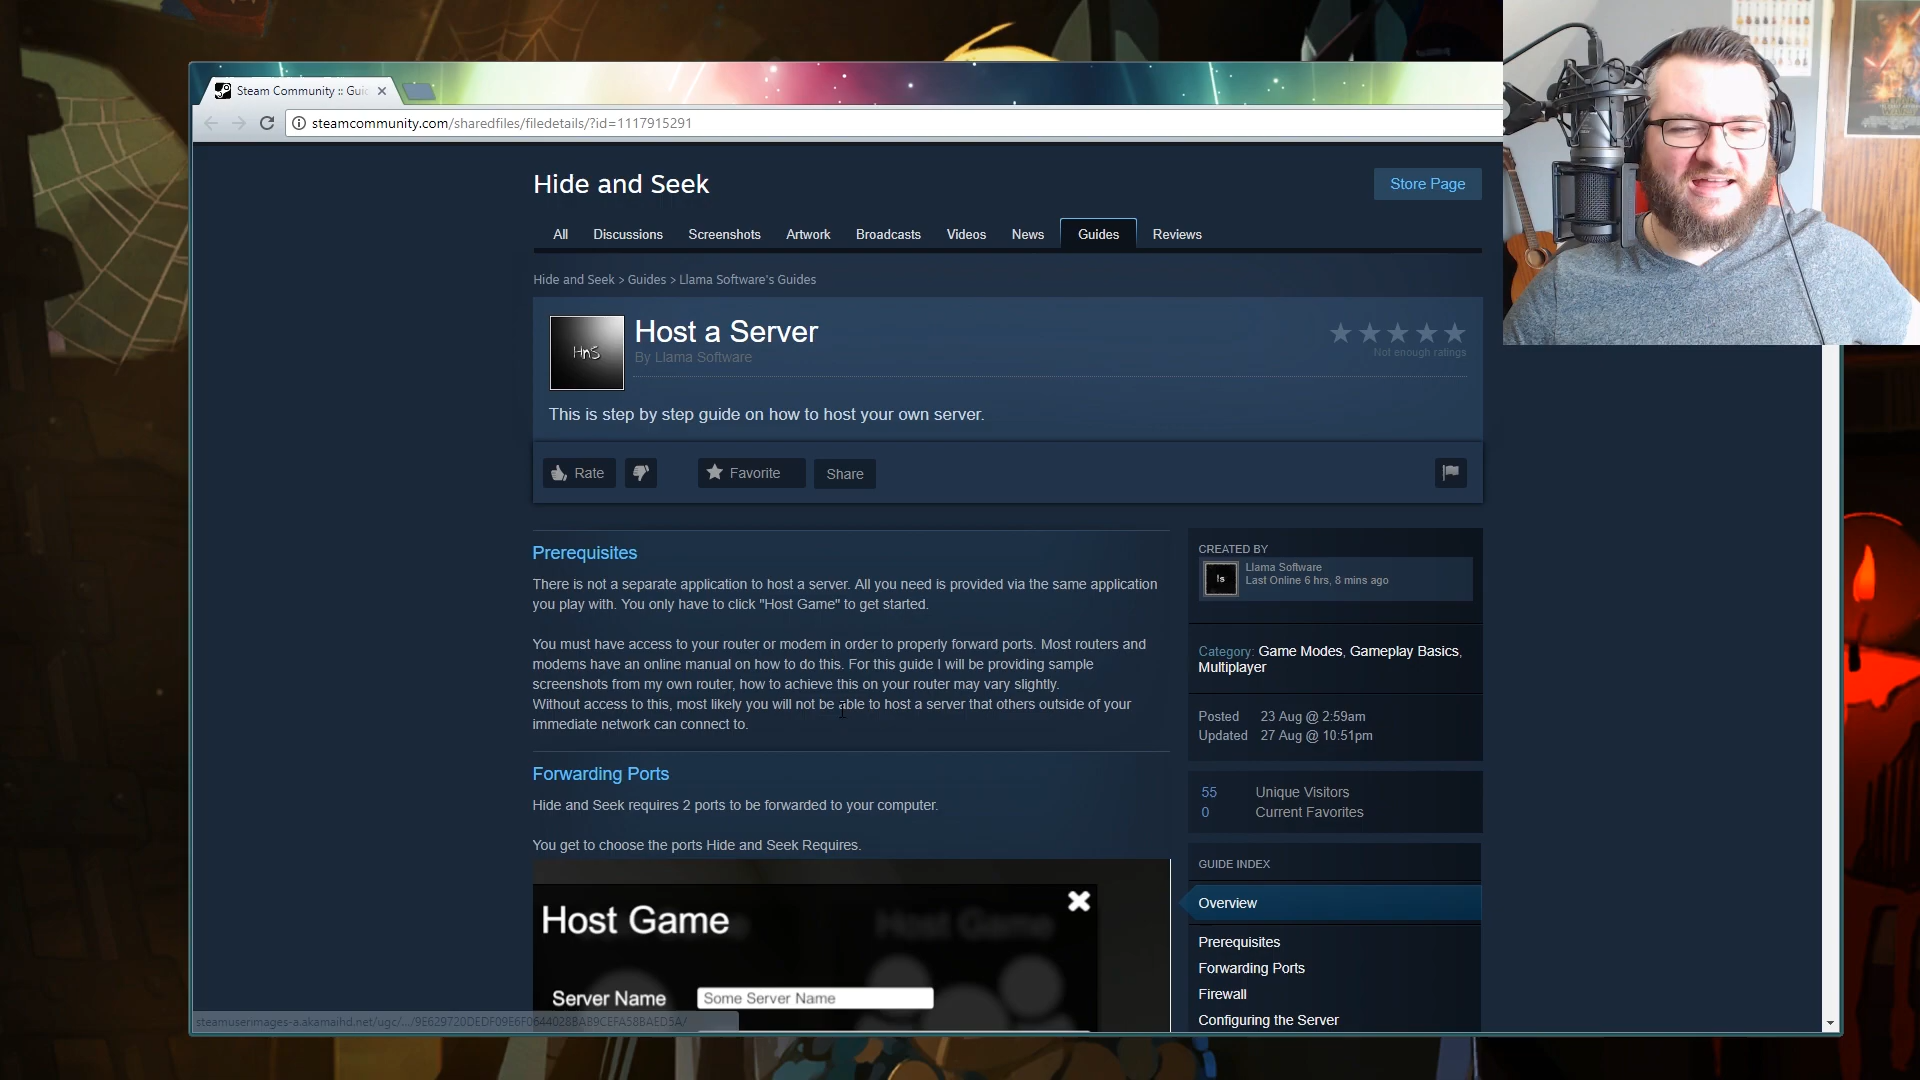 Steam Community :: Gui
steamcommunity.com/sharedfiles/filedetails/?id=1117915291
Hide and Seek
Store Page
All Discussions Screenshots Artwork Broadcasts Videos News Guides Reviews
Hide and Seek > Guides > Llama Software's Guides
HnS
Host a Server
By Llama Software
Not enough ratings
This is step by step guide on how to host your own server.
Rate Favorite Share
Prerequisites
There is not a separate application to host a server. All you need is provided via the same application
you play with. You only have to click "Host Game" to get started.
You must have access to your router or modem in order to properly forward ports. Most routers and
modems have an online manual on how to do this. For this guide I will be providing sample
screenshots from my own router, how to achieve this on your router may vary slightly.
Without access to this, most likely you will not be able to host a server that others outside of your
immediate network can connect to.
Forwarding Ports
Hide and Seek requires 2 ports to be forwarded to your computer.
You get to choose the ports Hide and Seek Requires.
Host Game
Host Game
Server Name Some Server Name
CREATED BY
ls
Llama Software
Last Online 6 hrs, 8 mins ago
Category: Game Modes, Gameplay Basics,
Multiplayer
Posted 23 Aug @ 2:59am
Updated 27 Aug @ 10:51pm
55 Unique Visitors
0 Current Favorites
GUIDE INDEX
Overview
Prerequisites
Forwarding Ports
Firewall
Configuring the Server